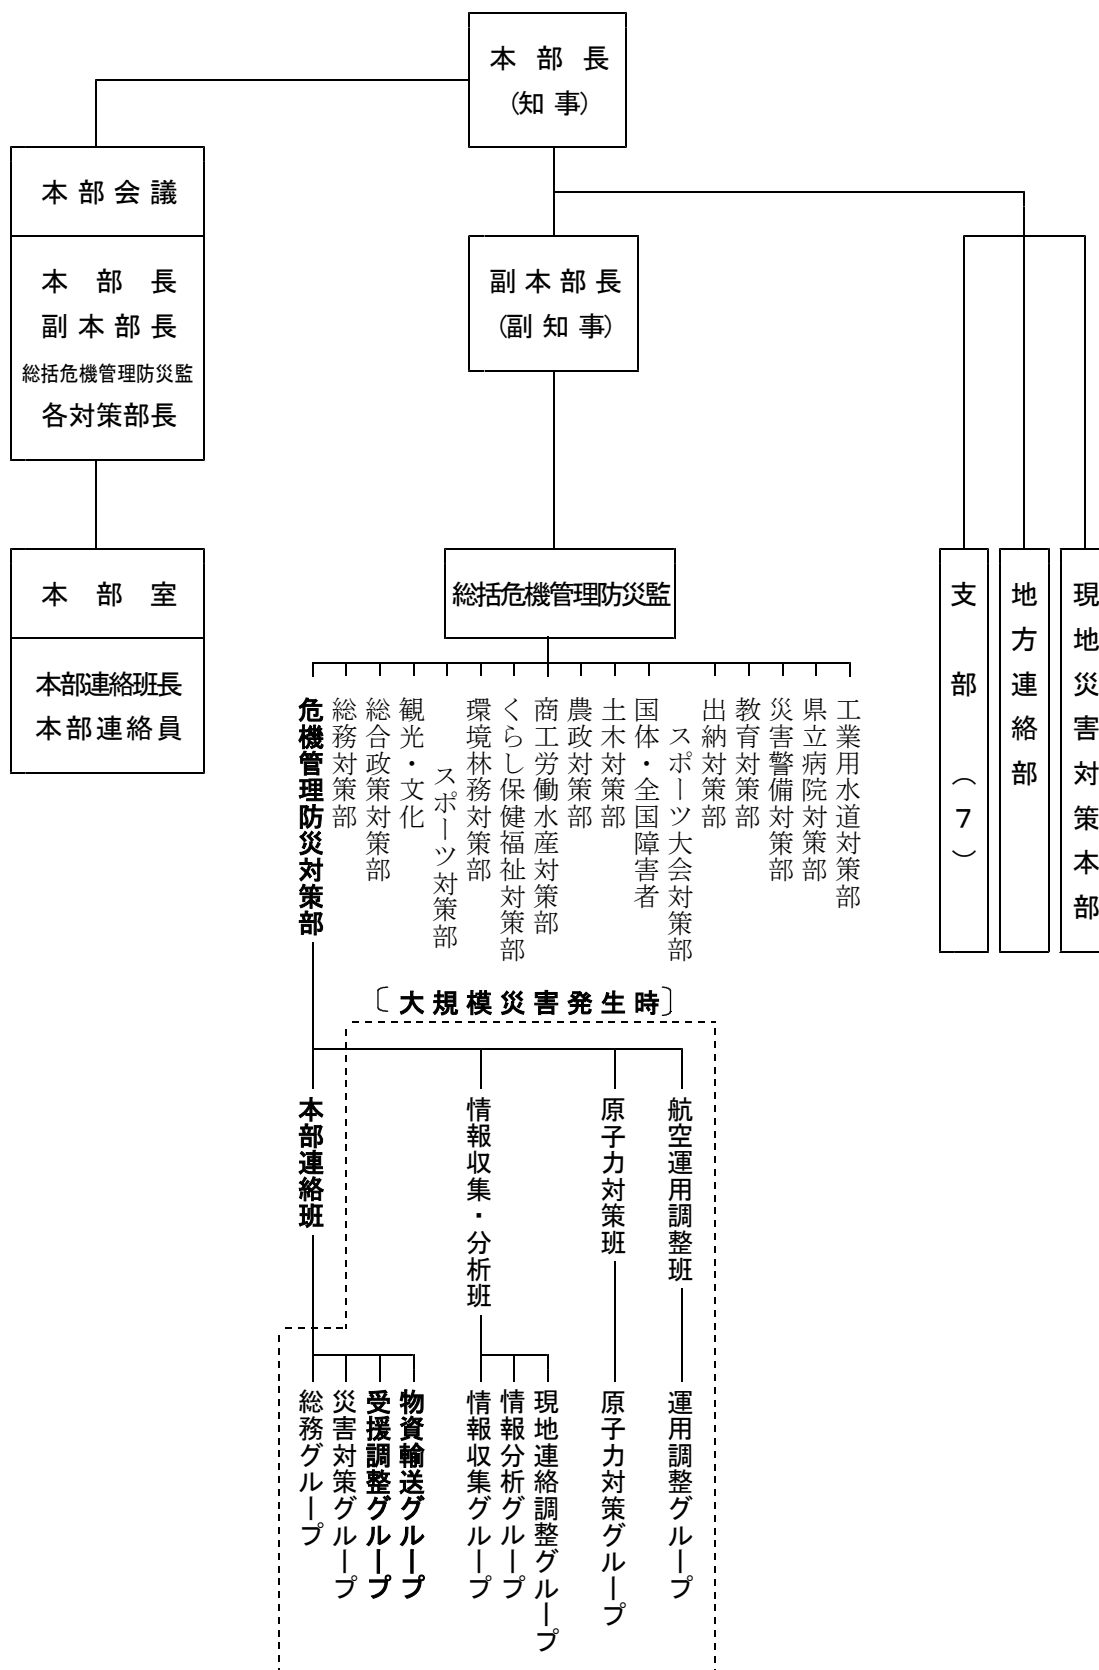 本部長
(知事)
本部会議
本部長
副本部長
総括危機管理防災監
各対策部長
副本部長
(副知事)
本部室
本部連絡班長
本部連絡員
総括危機管理防災監
支部（7）
地方連絡部
現地災害対策本部
危機管理防災対策部
総務対策部
総合政策対策部
観光・文化
スポーツ対策部
環境林務対策部
くらし保健福祉対策部
商工労働水産対策部
農政対策部
土木対策部
国体・全国障害者
スポーツ大会対策部
出納対策部
教育対策部
災害警備対策部
県立病院対策部
工業用水道対策部
〔大規模災害発生時〕
本部連絡班
情報収集・分析班
原子力対策班
航空運用調整班
総務グループ
災害対策グループ
受援調整グループ
物資輸送グループ
情報収集グループ
情報分析グループ
現地連絡調整グループ
原子力対策グループ
運用調整グループ